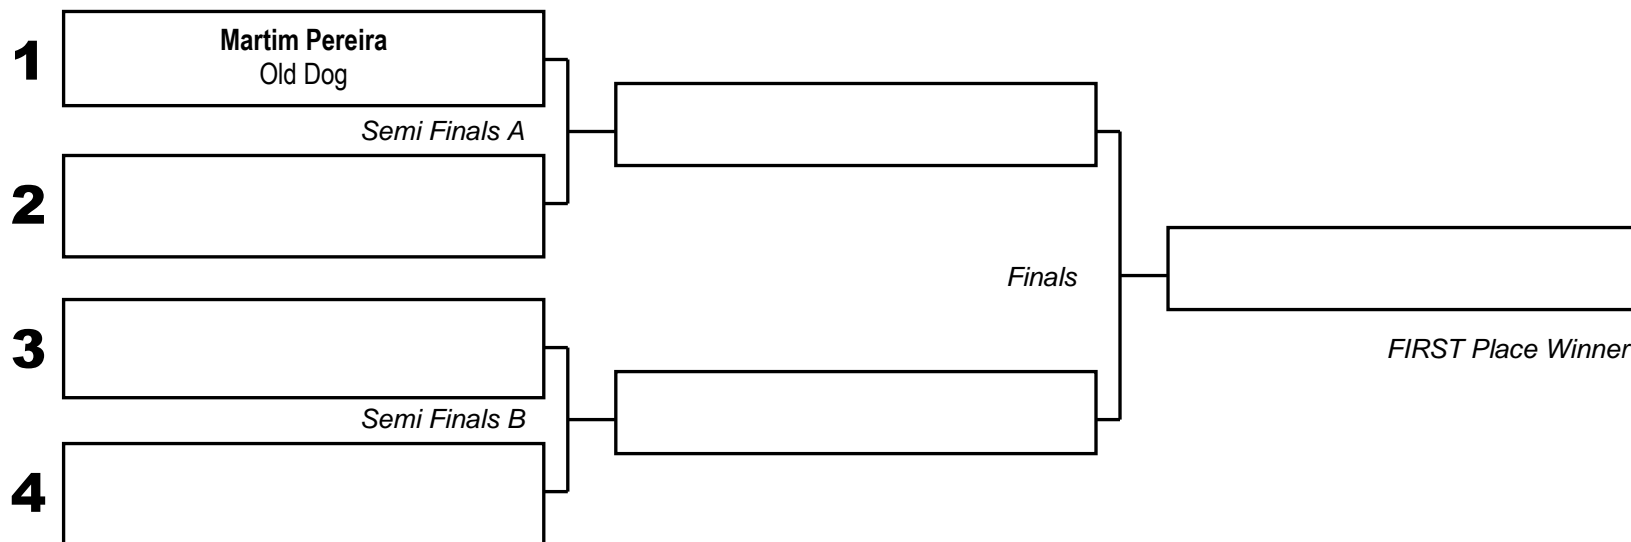 1
Martim Pereira
Old Dog
Semi Finals A
2
Finals
3
FIRST Place Winner
Semi Finals B
4